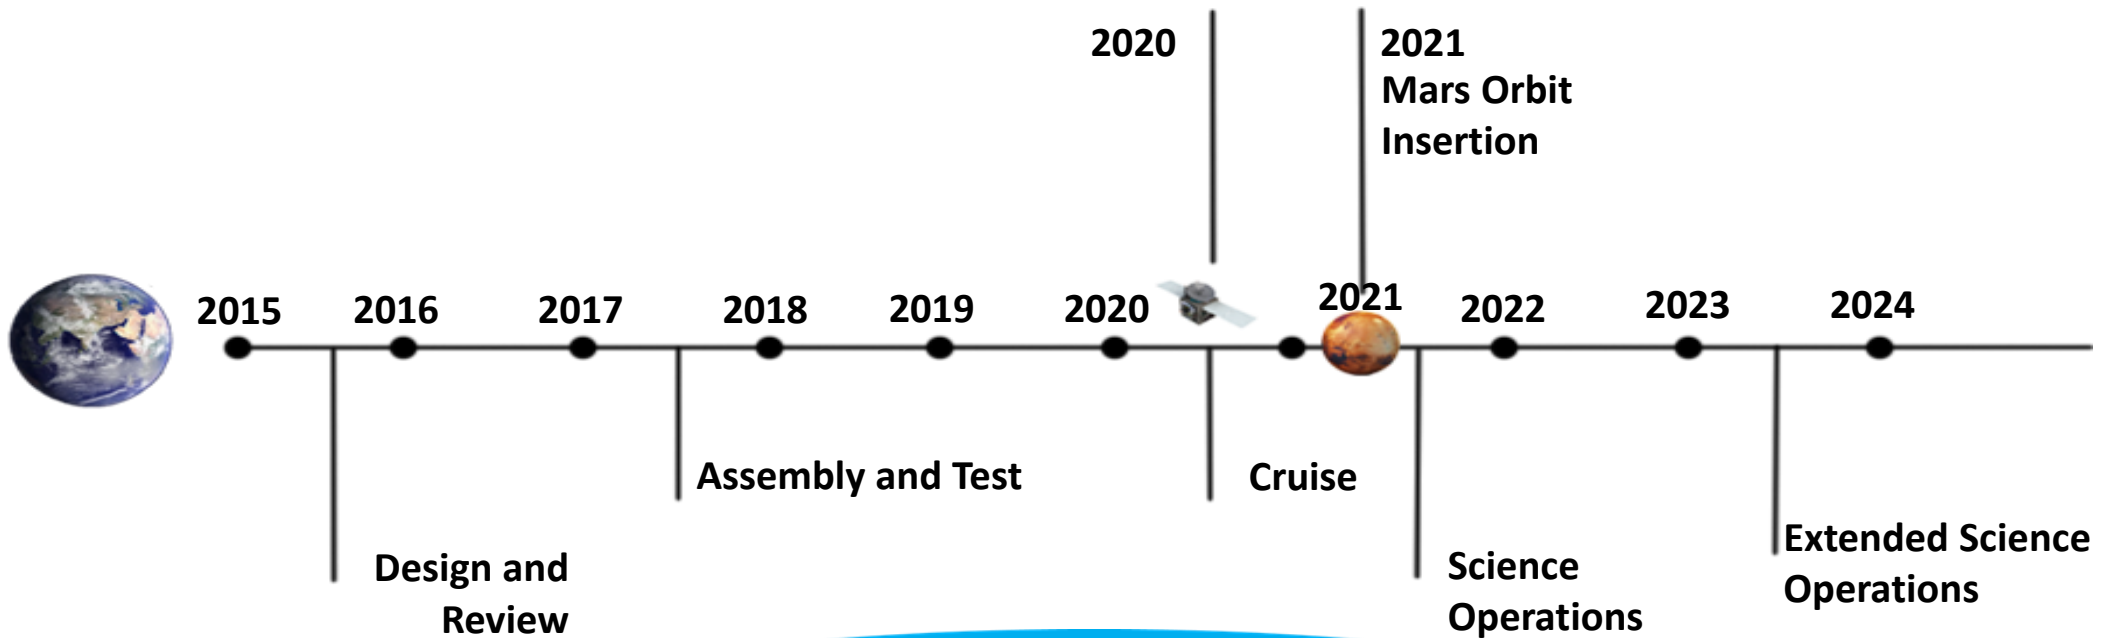 2020
2021
Mars Orbit
Insertion
2015
2016
2017
2018
2019
2020
2021
2022
2023
2024
Assembly and Test
Cruise
Design and
Review
Science
Operations
Extended Science
Operations